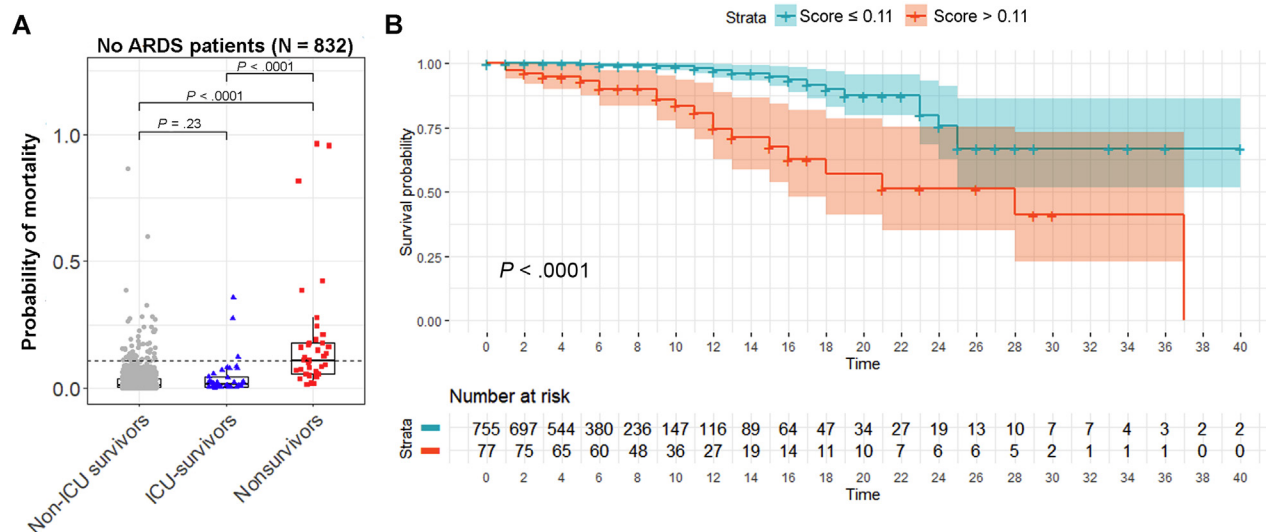 A
No ARDS patients (N = 832)
P < .0001
P < .0001
P = .23
Probability of mortality
1.0
0.5
0.0
Non-ICU survivors
ICU-survivors
Nonsurvivors
B
Strata Score ≤ 0.11 Score > 0.11
Survival probability
1.00
0.75
0.50
0.25
0.00
P < .0001
0 2 4 6 8 10 12 14 16 18 20 22 24 26 28 30 32 34 36 38 40
Time
Number at risk
Strata
755 697 544 380 236 147 116 89 64 47 34 27 19 13 10 7 7 4 3 2 2
77 75 65 60 48 36 27 19 14 11 10 7 6 6 5 2 1 1 1 0 0
0 2 4 6 8 10 12 14 16 18 20 22 24 26 28 30 32 34 36 38 40
Time